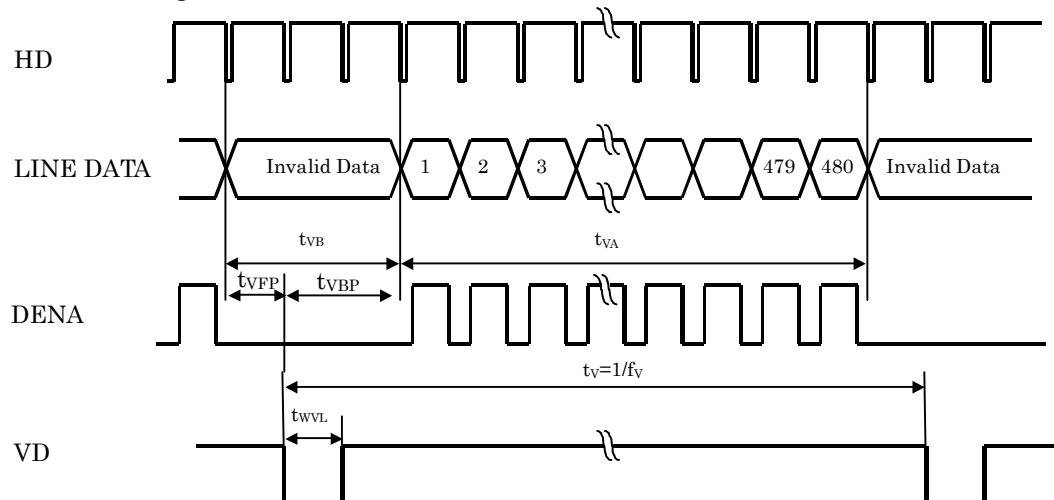 HD
LINE DATA
Invalid Data
1
2
3
479
480
Invalid Data
tVB
tVA
tVFP
tVBP
DENA
tV=1/fV
tWVL
VD